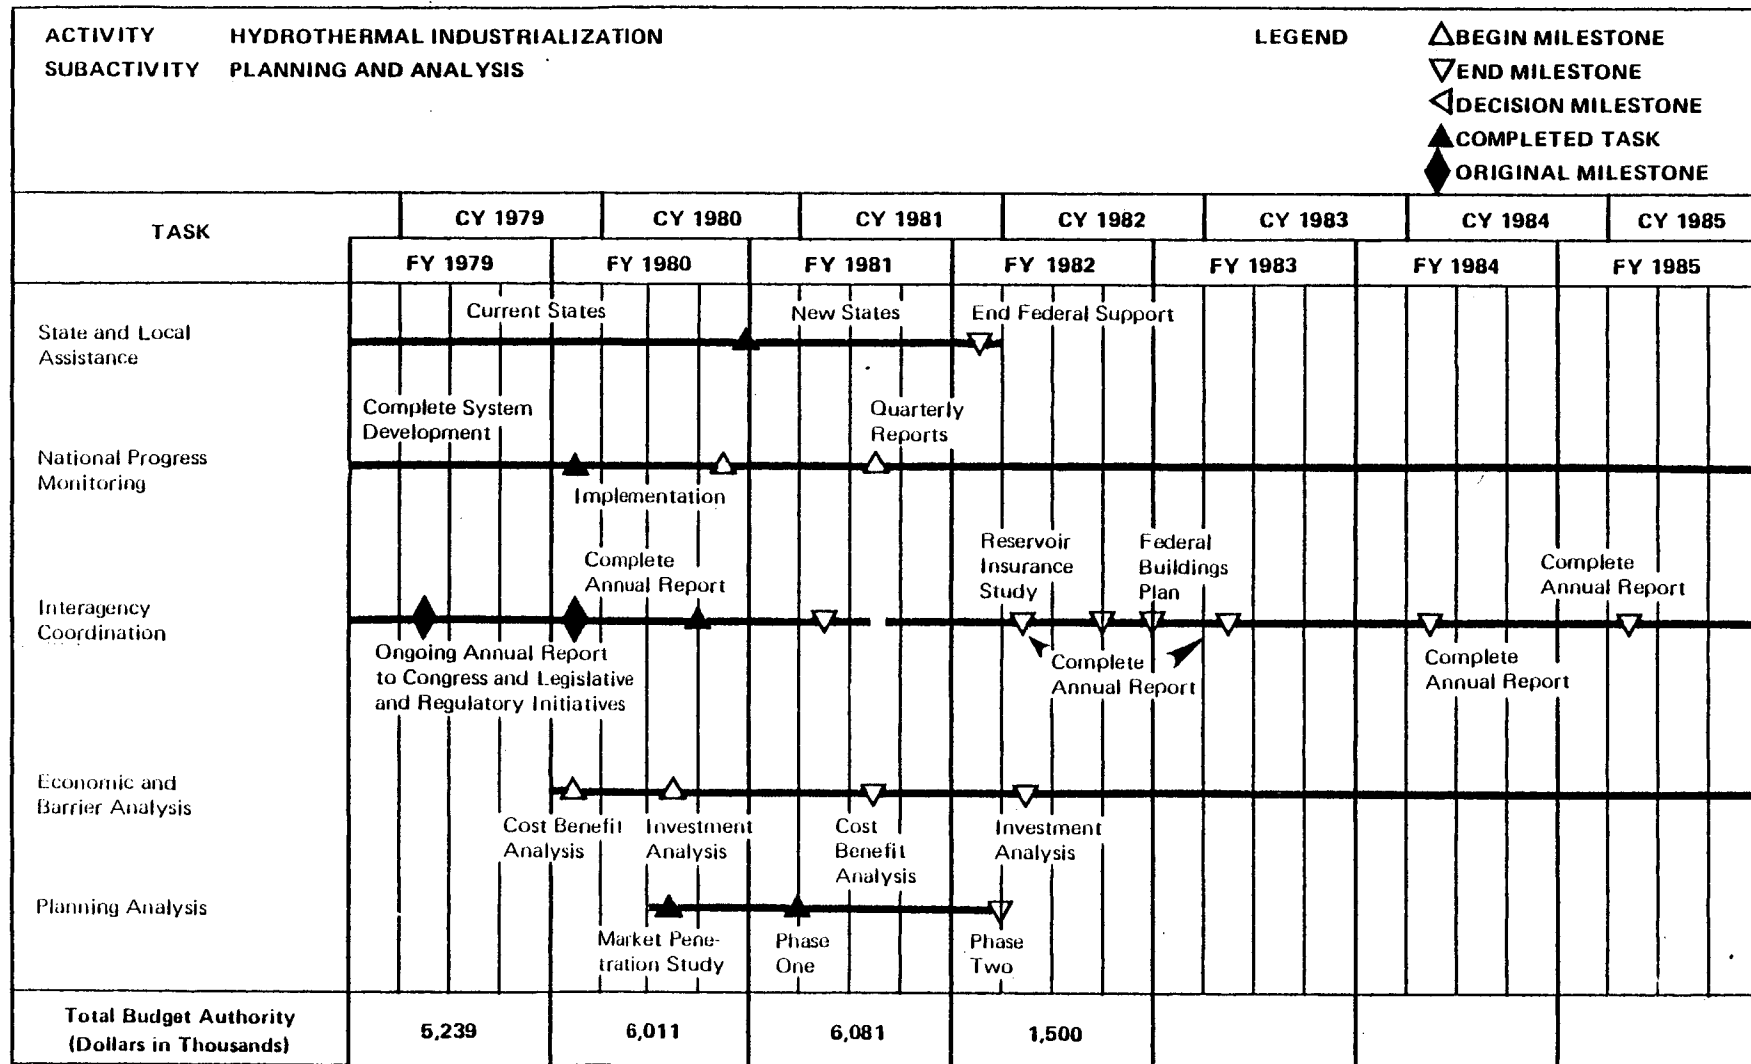 ACTIVITY HYDROTHERMAL INDUSTRIALIZATION
SUBACTIVITY PLANNING AND ANALYSIS
LEGEND
BEGIN MILESTONE
END MILESTONE
DECISION MILESTONE
COMPLETED TASK
ORIGINAL MILESTONE
TASK
CY 1979 CY 1980 CY 1981 CY 1982 CY 1983 CY 1984 CY 1985
FY 1979 FY 1980 FY 1981 FY 1982 FY 1983 FY 1984 FY 1985
State and Local
Assistance
Current States
New States
End Federal Support
National Progress
Monitoring
Complete System
Development
Implementation
Quarterly
Reports
Interagency
Coordination
Ongoing Annual Report
to Congress and Legislative
and Regulatory Initiatives
Complete
Annual Report
Reservoir
Insurance
Study
Complete
Annual Report
Federal
Buildings
Plan
Complete
Annual Report
Complete
Annual Report
Economic and
Barrier Analysis
Cost Benefit
Analysis
Investment
Analysis
Cost
Benefit
Analysis
Investment
Analysis
Planning Analysis
Market Pene-
tration Study
Phase
One
Phase
Two
Total Budget Authority
(Dollars in Thousands)
5,239 6,011 6,081 1,500